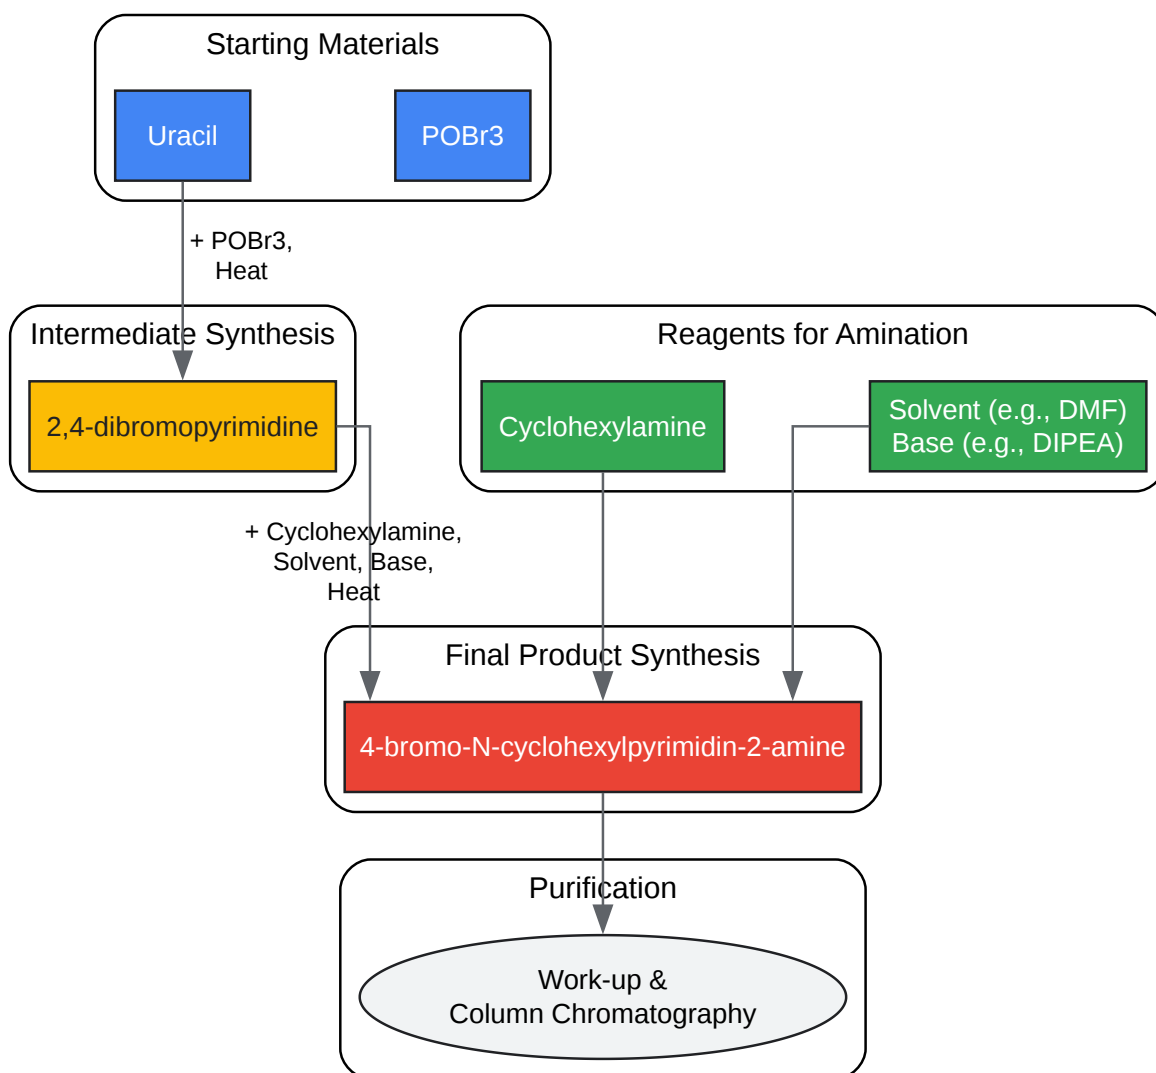 Starting Materials
Uracil
POBr3
+ POBr3,
Heat
Intermediate Synthesis
Reagents for Amination
2,4-dibromopyrimidine
Cyclohexylamine
Solvent (e.g., DMF)
Base (e.g., DIPEA)
+ Cyclohexylamine,
Solvent, Base,
Heat
Final Product Synthesis
4-bromo-N-cyclohexylpyrimidin-2-amine
Purification
Work-up &
Column Chromatography